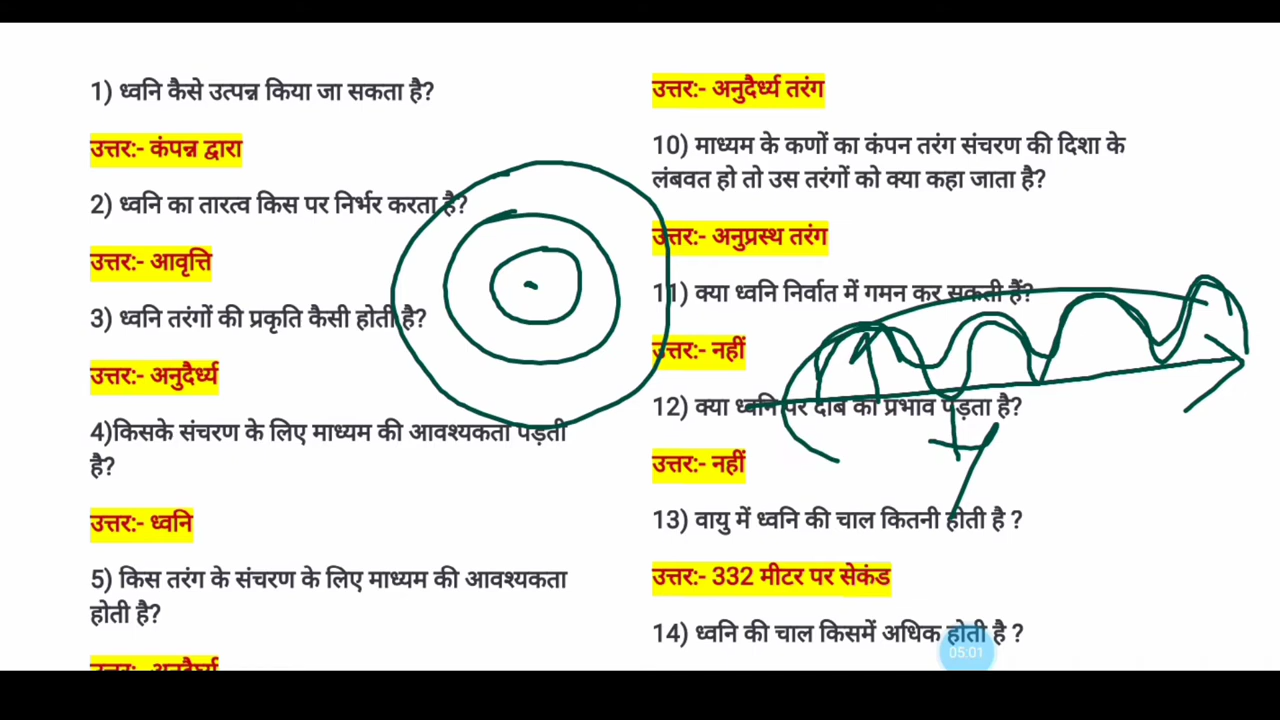 1) ध्वनि कैसे उत्पन्न किया जा सकता है?
उत्तर:- कंपन्न द्वारा
2) ध्वनि का तारत्व किस पर निर्भर करता है?
उत्तर:- आवृत्ति
3) ध्वनि तरंगों की प्रकृति कैसी होती है?
उत्तर:- अनुदैर्ध्य
4)किसके संचरण के लिए माध्यम की आवश्यकता पड़ती
है?
उत्तर:- ध्वनि
5) किस तरंग के संचरण के लिए माध्यम की आवश्यकता
होती है?
उत्तर:- अनुदैर्घ्य
उत्तर:- अनुदैर्ध्य तरंग
10) माध्यम के कणों का कंपन तरंग संचरण की दिशा के
लंबवत हो तो उस तरंगों को क्या कहा जाता है?
उत्तर:- अनुप्रस्थ तरंग
11) क्या ध्वनि निर्वात में गमन कर सकती हैं?
उत्तर:- नहीं
12) क्या ध्वनि पर दाब का प्रभाव पड़ता है?
उत्तर:- नहीं
13) वायु में ध्वनि की चाल कितनी होती है ?
उत्तर:- 332 मीटर पर सेकंड
14) ध्वनि की चाल किसमें अधिक होती है ?
05:01